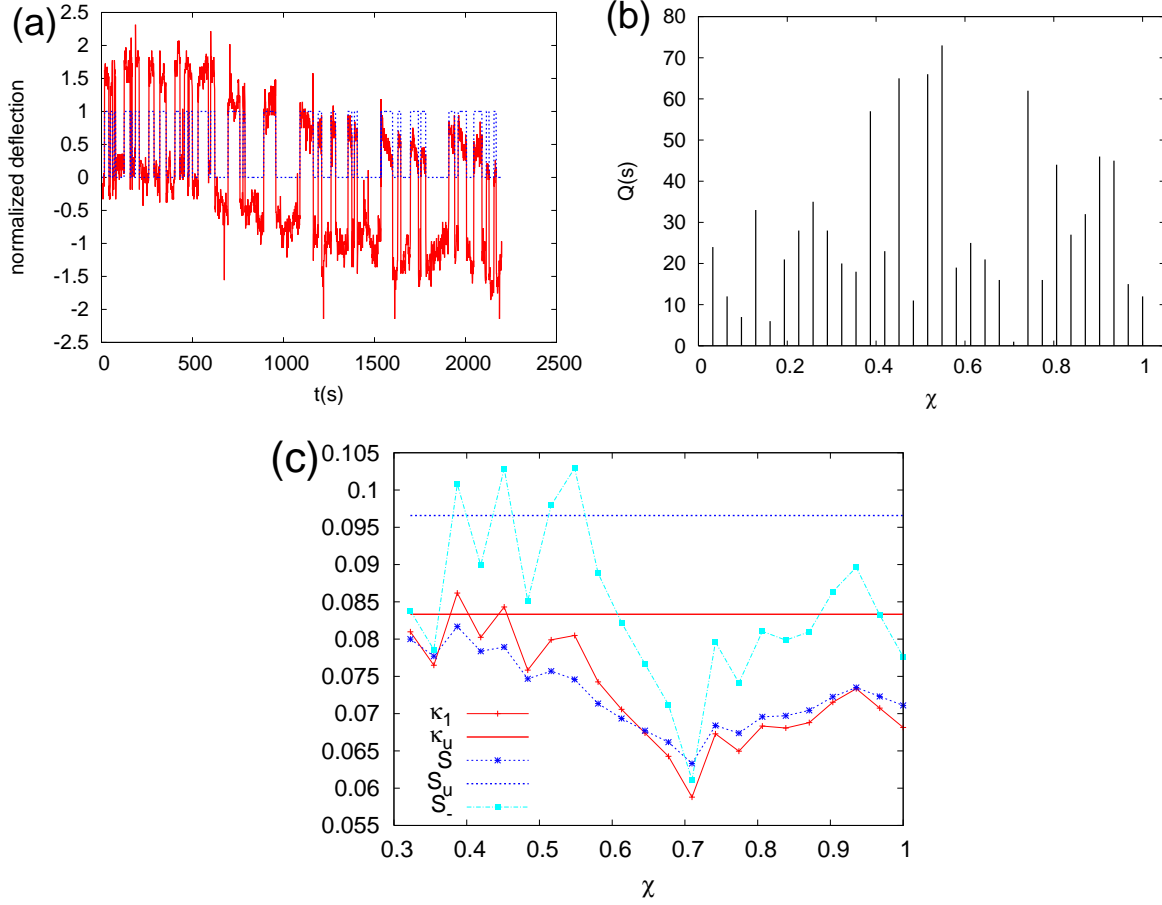 (a)
normalized deflection
2.5
2
1.5
1
0.5
0
-0.5
-1
-1.5
-2
-2.5
0 500 1000 1500 2000 2500
t(s)
(b)
Q(s)
80
70
60
50
40
30
20
10
0
0 0.2 0.4 0.6 0.8 1
χ
(c)
0.105
0.1
0.095
0.09
0.085
0.08
0.075
0.07
0.065
0.06
0.055
κ1
κu
S
Su
S-
0.3 0.4 0.5 0.6 0.7 0.8 0.9 1
χ